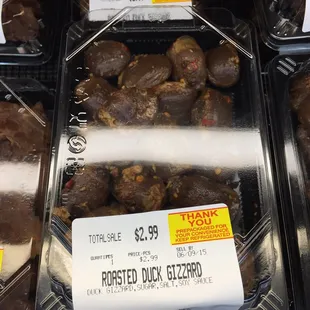 TOTAL SALE $2.99
THANK
YOU
PREPACKAGED FOR
YOUR CONVENIENCE
KEEP REFRIGERATED
QUANTITY PRICE/PCS SELL BY
1 $2.99 06/09/15
ROASTED DUCK GIZZARD
DUCK GIZZARD,SUGAR,SALT,SOY SAUCE